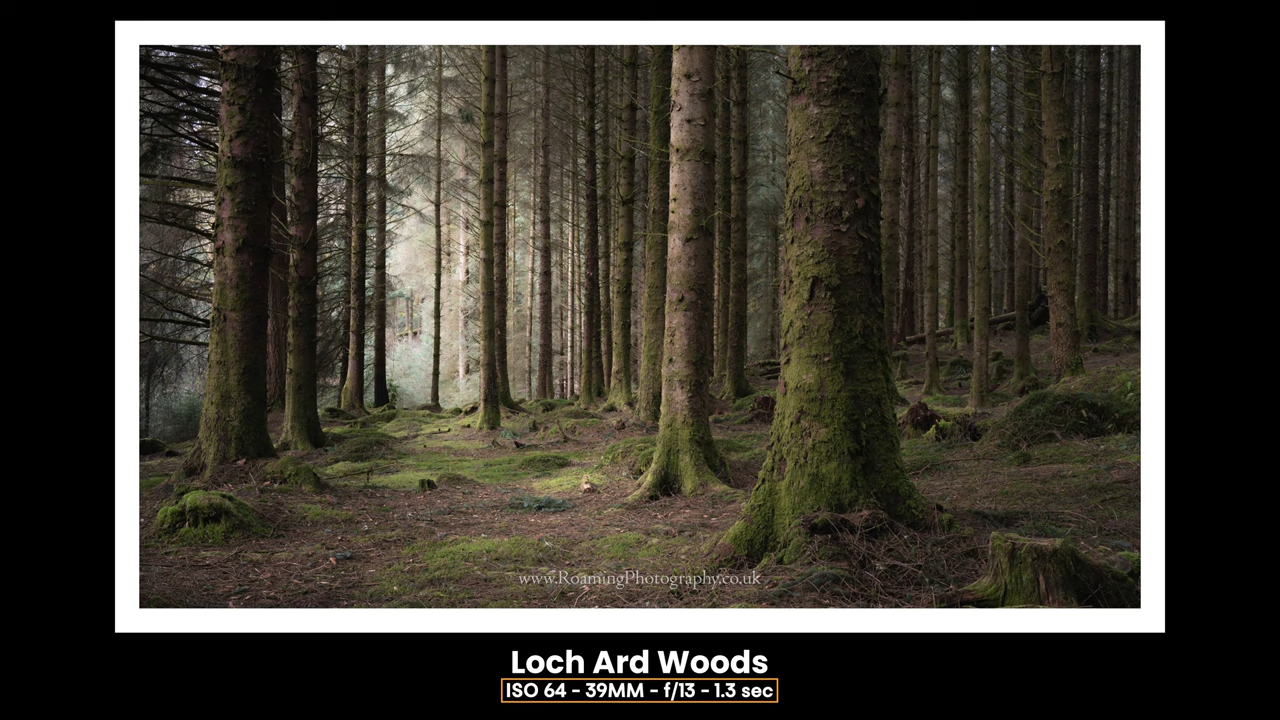 www.RoamingPhotography.co.uk
Loch Ard Woods
ISO 64 - 39MM - f/13 - 1.3 sec